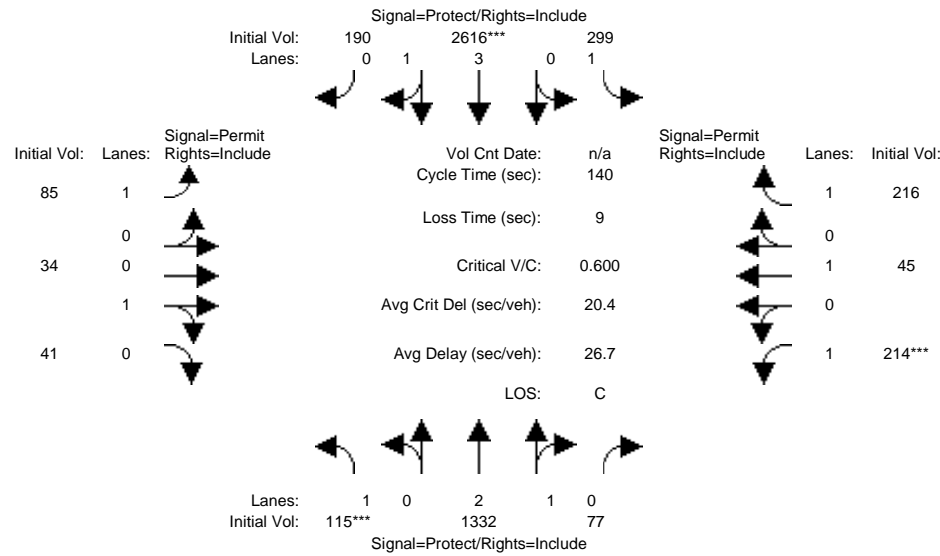 Signal=Protect/Rights=Include
Initial Vol: 190 2616*** 299
Lanes: 0 1 3 0 1
Signal=Permit Signal=Permit
Initial Vol: Lanes: Rights=Include Vol Cnt Date: n/a Rights=Include Lanes: Initial Vol:
Cycle Time (sec): 140
85 1 1 216
Loss Time (sec): 9
0 0
34 0 Critical V/C: 0.600 1 45
1 Avg Crit Del (sec/veh): 20.4 0
41 0 Avg Delay (sec/veh): 26.7 1 214***
LOS: C
Lanes: 1 0 2 1 0
Initial Vol: 115*** 1332 77
Signal=Protect/Rights=Include